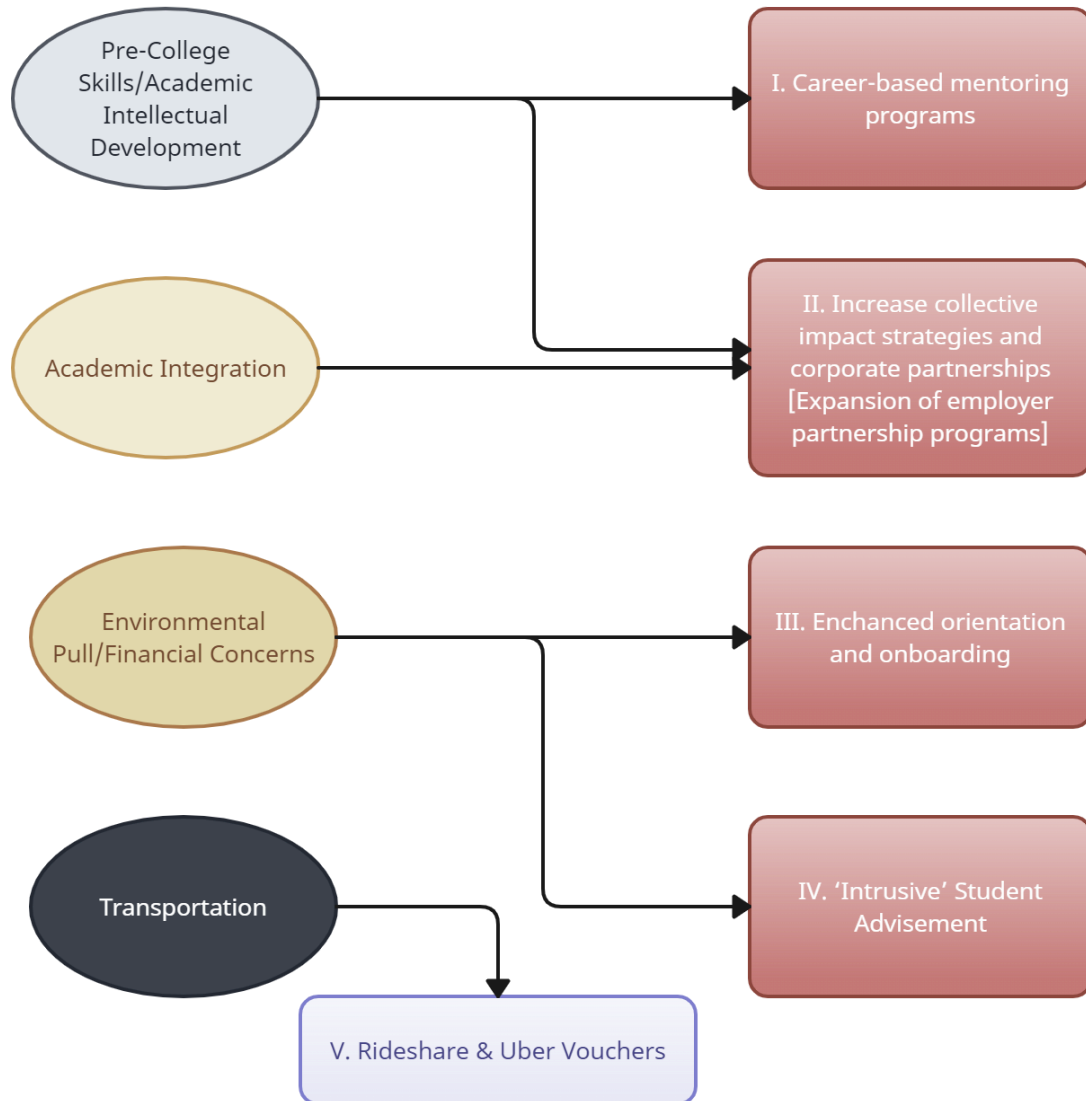 Pre-College
Skills/Academic
Intellectual
Development
I. Career-based mentoring
programs
Academic Integration
II. Increase collective
impact strategies and
corporate partnerships
[Expansion of employer
partnership programs]
Environmental
Pull/Financial Concerns
III. Enchanced orientation
and onboarding
Transportation
IV. ‘Intrusive’ Student
Advisement
V. Rideshare & Uber Vouchers